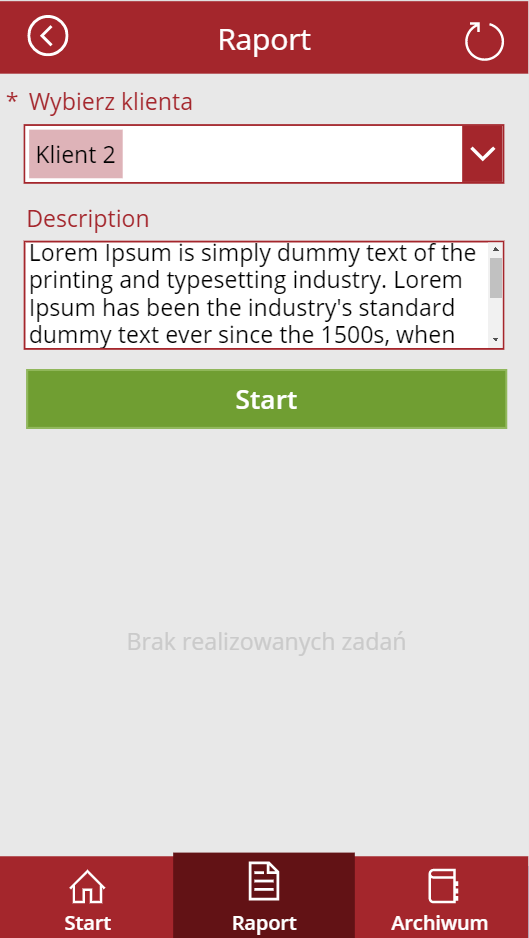 Raport
* Wybierz klienta
Klient 2
Description
Lorem Ipsum is simply dummy text of the
printing and typesetting industry. Lorem
Ipsum has been the industry's standard
dummy text ever since the 1500s, when
Start
Brak realizowanych zadań
Start Raport Archiwum